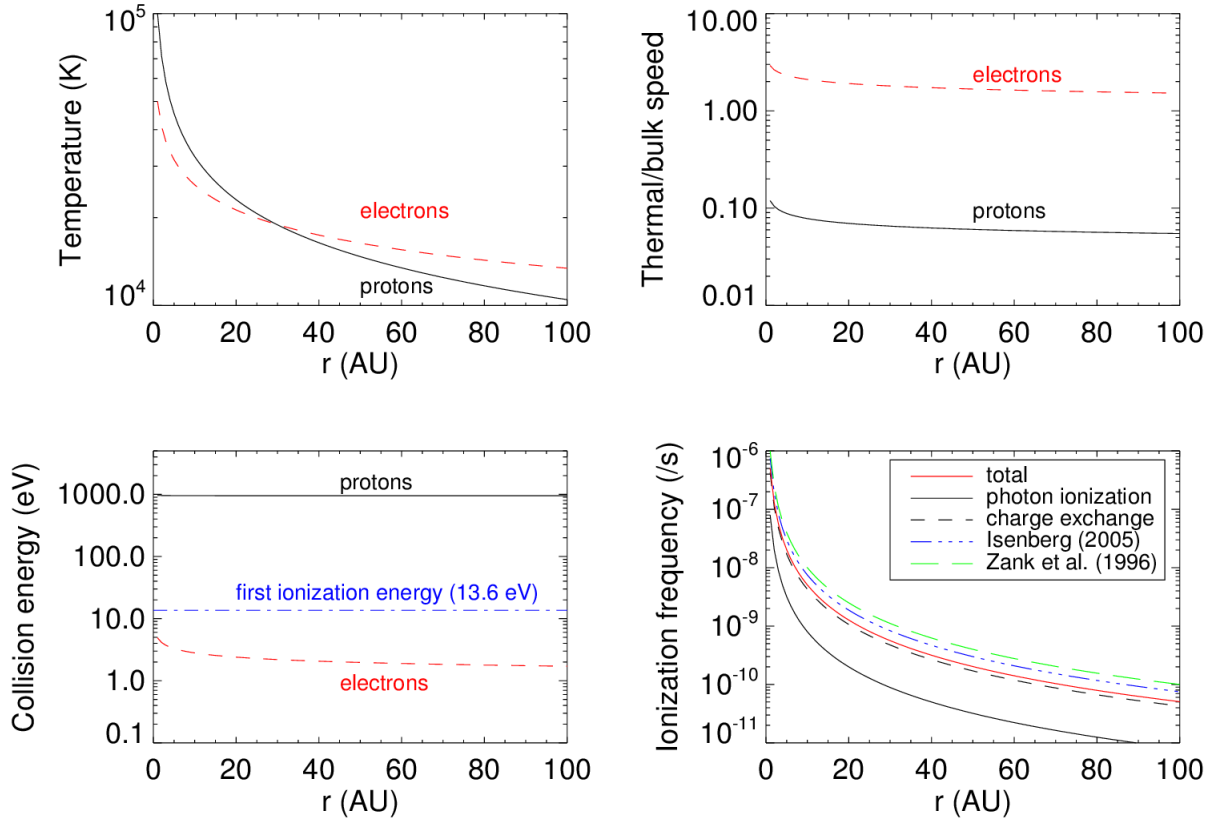 10⁵
10⁴
Temperature (K)
electrons
protons
0 20 40 60 80 100
r (AU)
10.00
1.00
0.10
0.01
Thermal/bulk speed
electrons
protons
0 20 40 60 80 100
r (AU)
1000.0
100.0
10.0
1.0
0.1
Collision energy (eV)
protons
first ionization energy (13.6 eV)
electrons
0 20 40 60 80 100
r (AU)
10⁻⁶
10⁻⁷
10⁻⁸
10⁻⁹
10⁻¹⁰
10⁻¹¹
Ionization frequency (/s)
total
photon ionization
charge exchange
Isenberg (2005)
Zank et al. (1996)
0 20 40 60 80 100
r (AU)